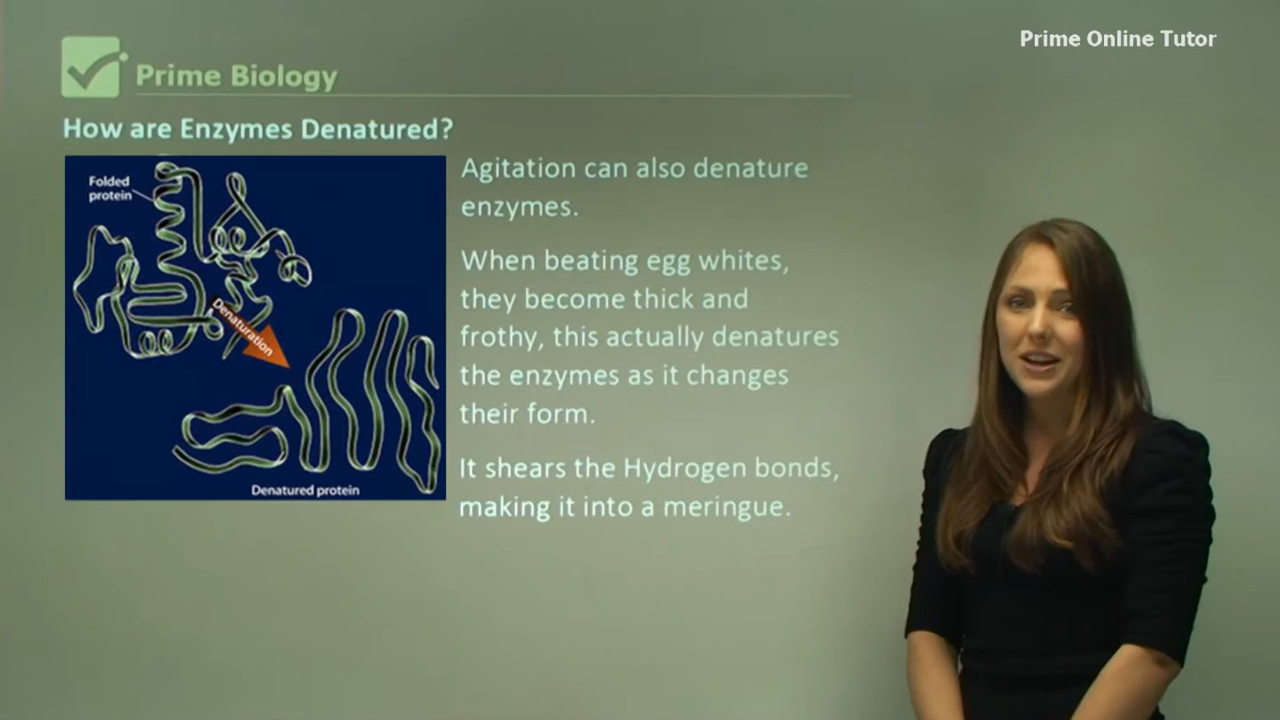 Prime Online Tutor
Prime Biology
How are Enzymes Denatured?
Folded
protein
Denaturation
Denatured protein
Agitation can also denature
enzymes.
When beating egg whites,
they become thick and
frothy, this actually denatures
the enzymes as it changes
their form.
It shears the Hydrogen bonds,
making it into a meringue.